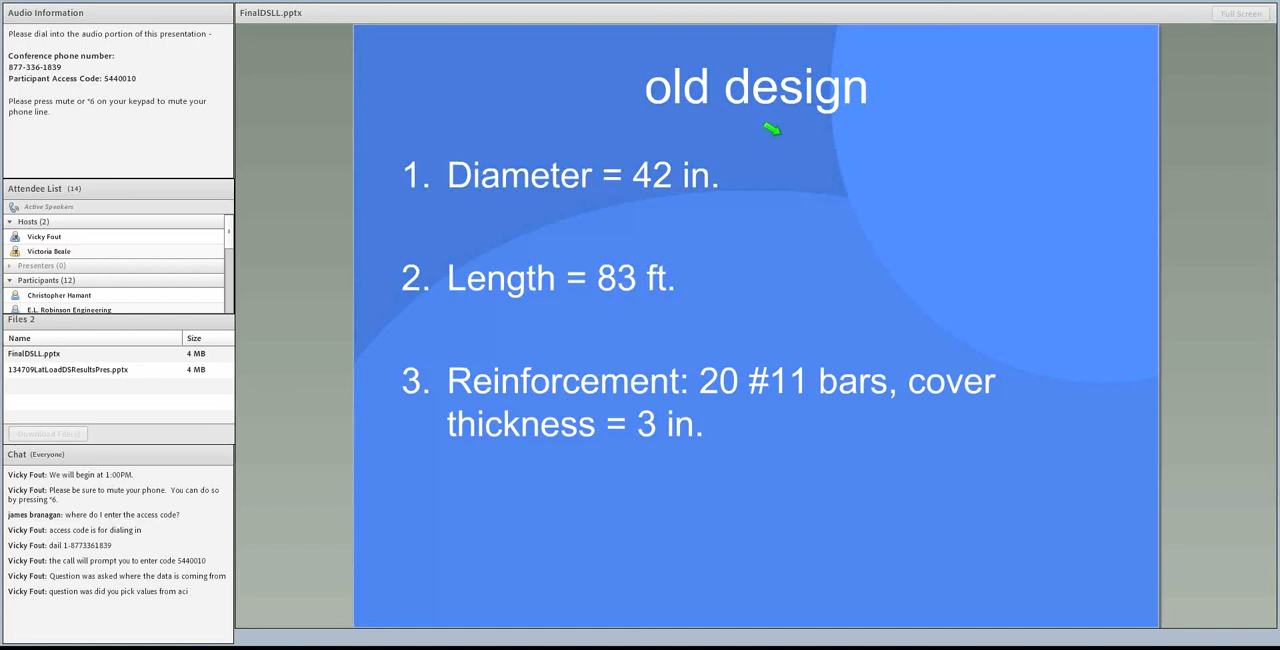 Audio Information
Please dial into the audio portion of this presentation -
Conference phone number:
877-336-1839
Participant Access Code: 5440010
Please press mute or *6 on your keypad to mute your
phone line.
Attendee List (14)
Active Speakers
Hosts (2)
Vicky Fout
Victoria Beale
Presenters (0)
Participants (12)
Christopher Hamant
E.L. Robinson Engineering
Files 2
Name Size
FinalDSLL.pptx 4 MB
134709LatLoadDSResultsPres.pptx 4 MB
Download File(s)
Chat (Everyone)
Vicky Fout: We will begin at 1:00PM.
Vicky Fout: Please be sure to mute your phone. You can do so
by pressing *6.
james branagan: where do I enter the access code?
Vicky Fout: access code is for dialing in
Vicky Fout: dail 1-8773361839
Vicky Fout: the call will prompt you to enter code 5440010
Vicky Fout: Question was asked where the data is coming from
Vicky Fout: question was did you pick values from aci
FinalDSLL.pptx
Full Screen
old design
1. Diameter = 42 in.
2. Length = 83 ft.
3. Reinforcement: 20 #11 bars, cover
thickness = 3 in.